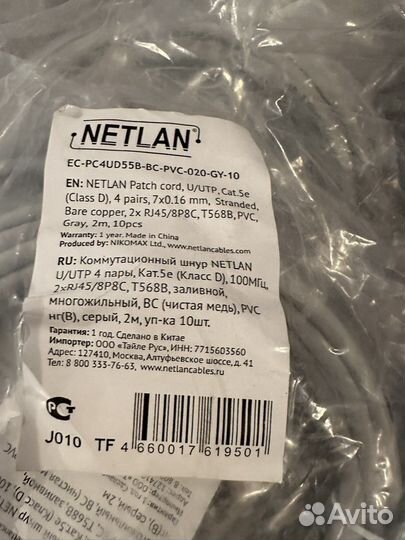 NETLAN®
EC-PC4UD55B-BC-PVC-020-GY-10
EN: NETLAN Patch cord, U/UTP, Cat.5e
(Class D), 4 pairs, 7x0.16 mm, Stranded,
Bare copper, 2x RJ45/8P8C, T568B, PVC,
Gray, 2m, 10pcs
Warranty: 1 year. Made in China
Produced by: NIKOMAX Ltd., www.netlancables.com
RU: Коммутационный шнур NETLAN
U/UTP 4 пары, Кат.5е (Класс D), 100МГц,
2xRJ45/8P8C, T568B, заливной,
многожильный, BC (чистая медь), PVC
нг(B), серый, 2м, уп-ка 10шт.
Гарантия: 1 год. Сделано в Китае
Импортер: ООО «Тайле Рус», ИНН: 7715603560
Адрес: 127410, Москва, Алтуфьевское шоссе, д. 41
Тел.: 8 800 333-76-63, www.netlancables.com
РСТ
J010 TF 4 660017 619501
Avito